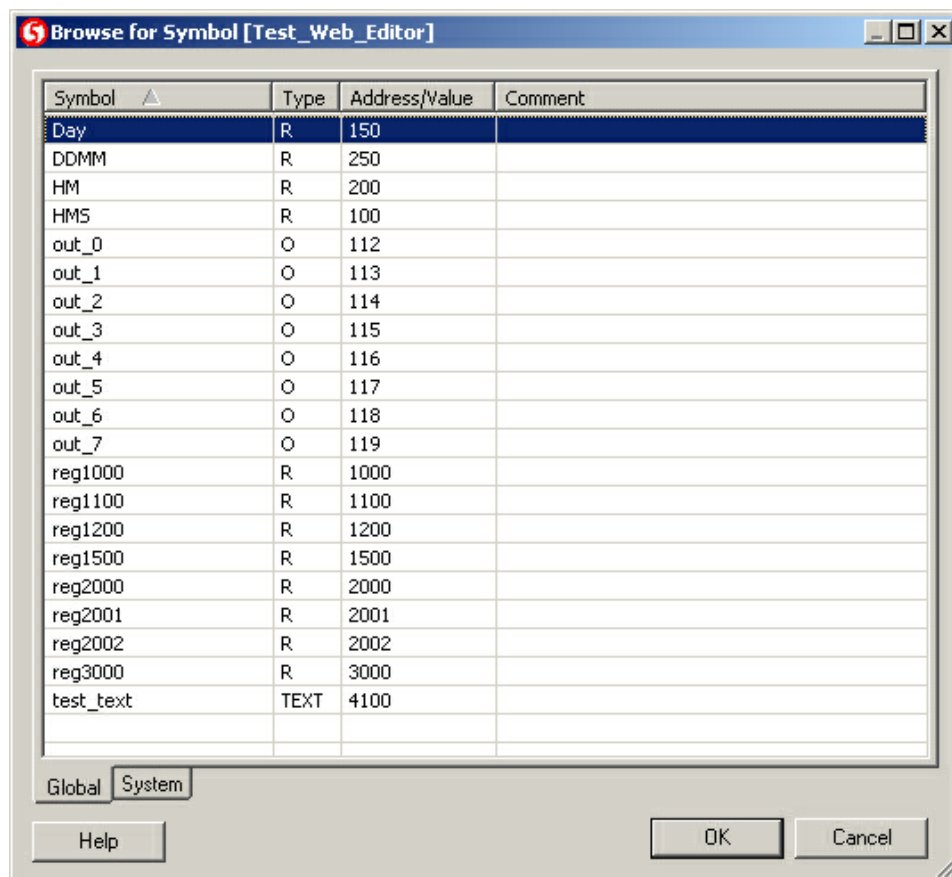 Browse for Symbol [Test_Web_Editor]
Symbol Type Address/Value Comment
Day R 150
DDMM R 250
HM R 200
HMS R 100
out_0 O 112
out_1 O 113
out_2 O 114
out_3 O 115
out_4 O 116
out_5 O 117
out_6 O 118
out_7 O 119
reg1000 R 1000
reg1100 R 1100
reg1200 R 1200
reg1500 R 1500
reg2000 R 2000
reg2001 R 2001
reg2002 R 2002
reg3000 R 3000
test_text TEXT 4100
Global System
Help OK Cancel